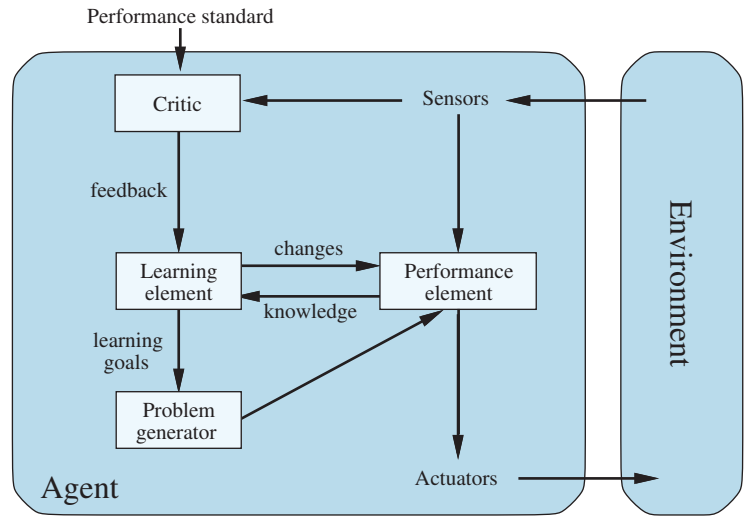 Performance standard
Critic
Sensors
feedback
Learning
element
changes
knowledge
Performance
element
learning
goals
Problem
generator
Actuators
Agent
Environment